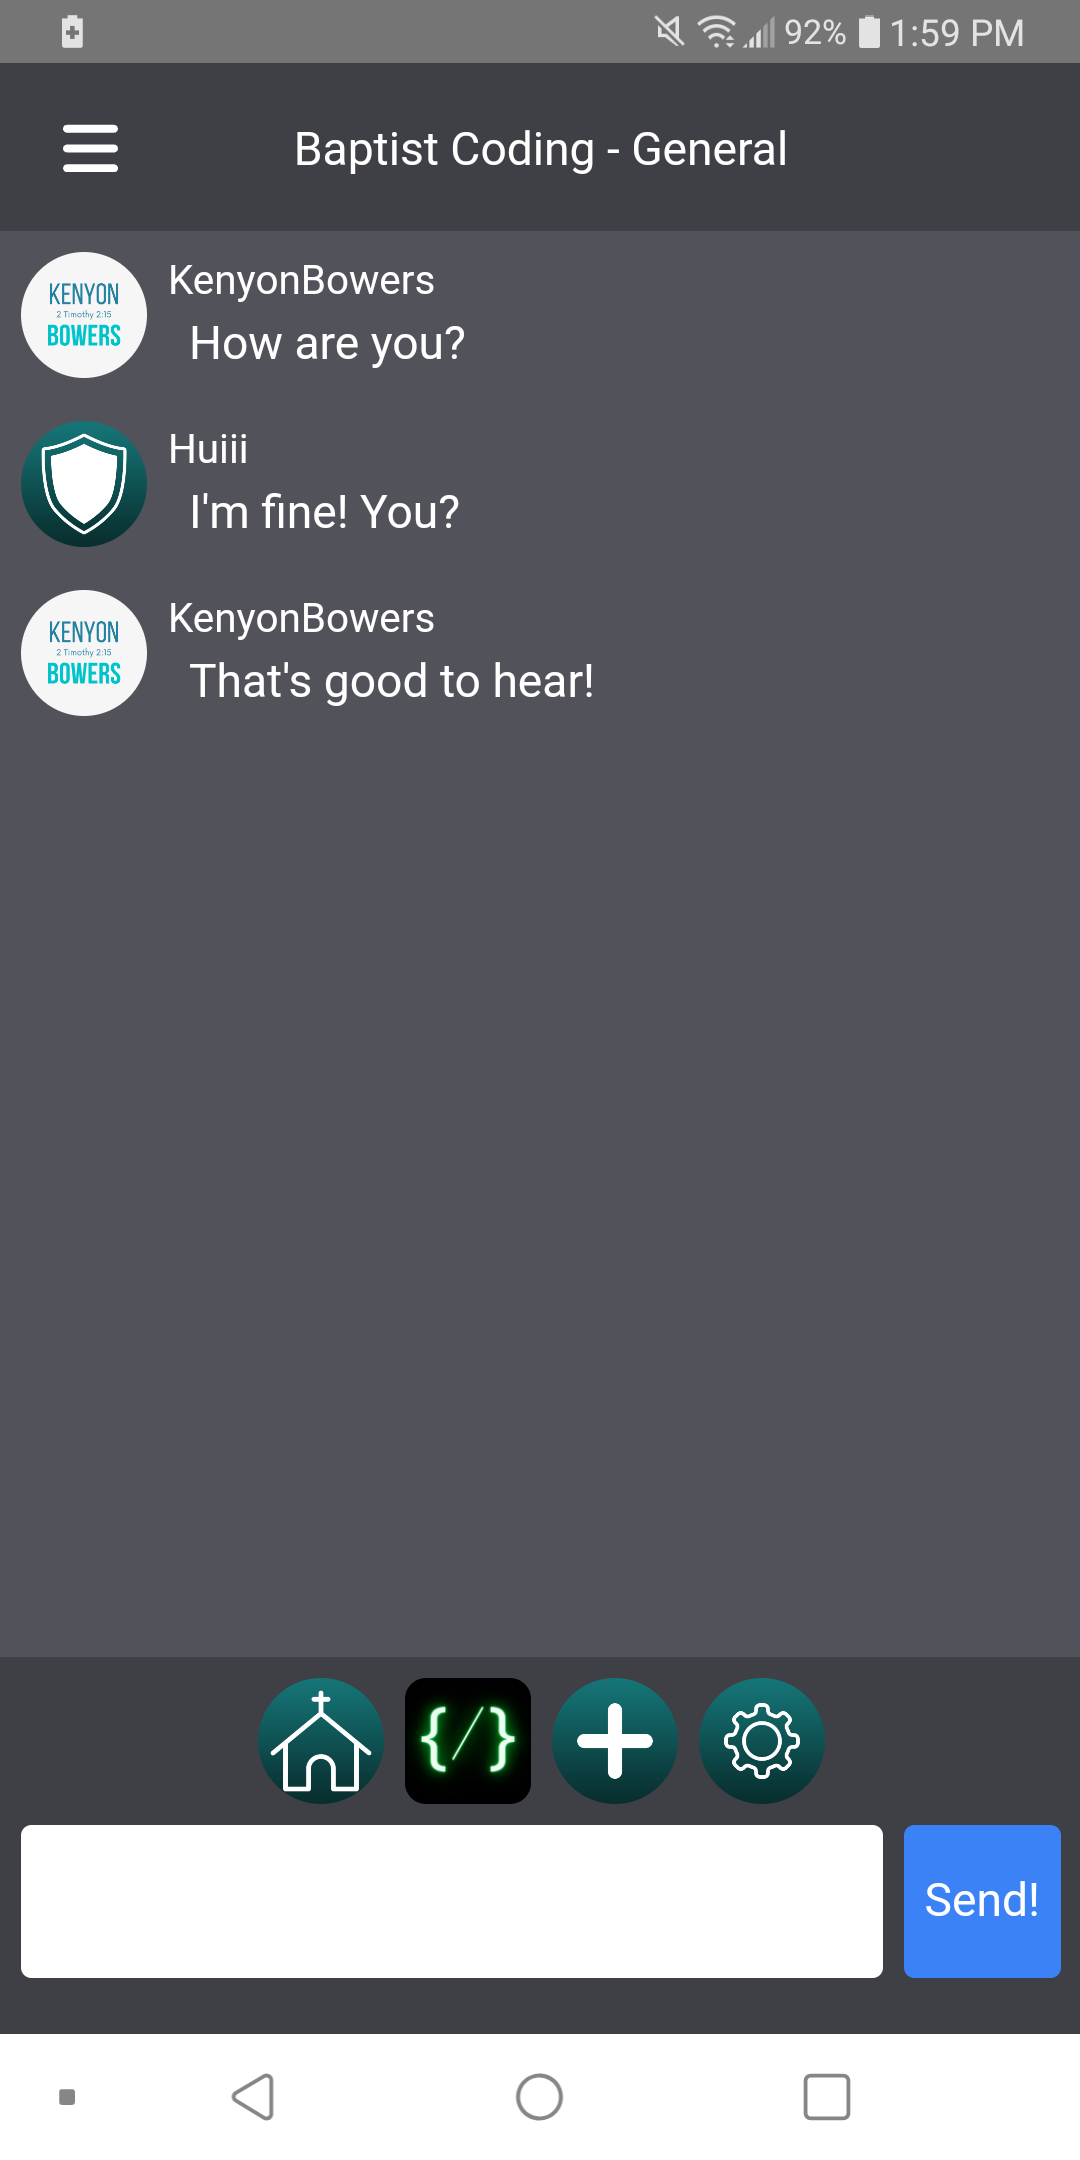 92% 1:59 PM
Baptist Coding - General
KENYON
2 Timothy 2:15
BOWERS
KenyonBowers
How are you?
Huiii
I'm fine! You?
KENYON
2 Timothy 2:15
BOWERS
KenyonBowers
That's good to hear!
{/}
Send!